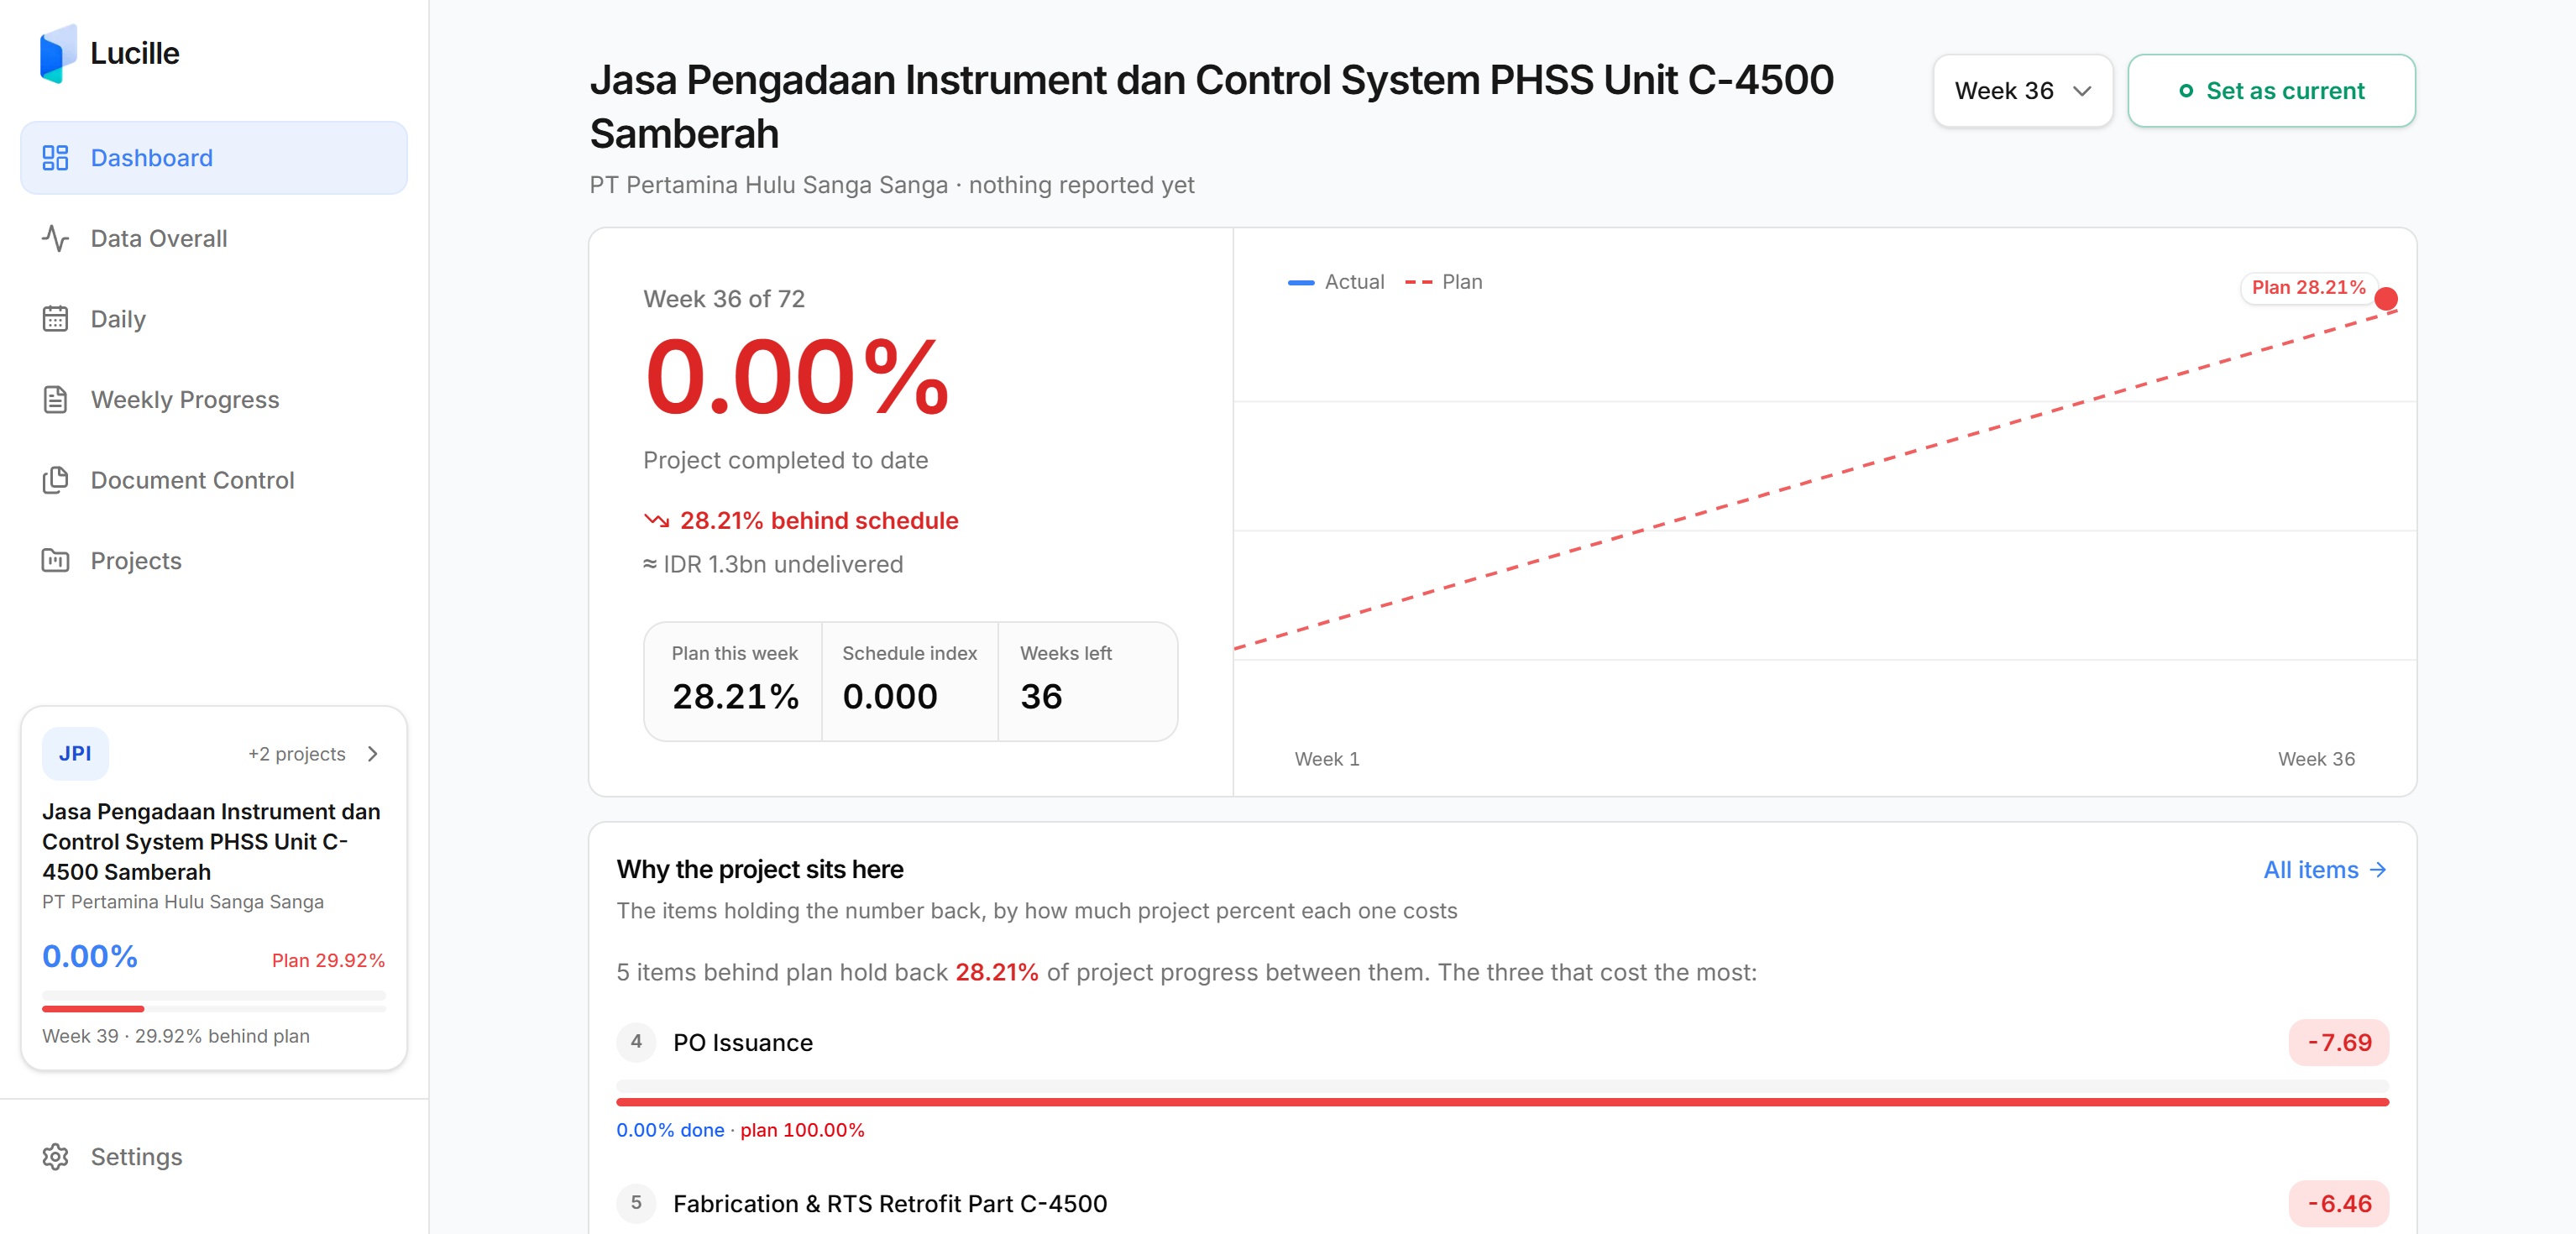 Lucille
Dashboard
Data Overall
Daily
Weekly Progress
Document Control
Projects
JPI
+2 projects
Jasa Pengadaan Instrument dan
Control System PHSS Unit C-
4500 Samberah
PT Pertamina Hulu Sanga Sanga
0.00%
Plan 29.92%
Week 39 · 29.92% behind plan
Settings
Jasa Pengadaan Instrument dan Control System PHSS Unit C-4500
Samberah
PT Pertamina Hulu Sanga Sanga · nothing reported yet
Week 36
Set as current
Week 36 of 72
0.00%
Project completed to date
28.21% behind schedule
≈ IDR 1.3bn undelivered
Plan this week
28.21%
Schedule index
0.000
Weeks left
36
Actual
Plan
Plan 28.21%
Week 1
Week 36
Why the project sits here
All items →
The items holding the number back, by how much project percent each one costs
5 items behind plan hold back 28.21% of project progress between them. The three that cost the most:
4 PO Issuance
-7.69
0.00% done · plan 100.00%
5 Fabrication & RTS Retrofit Part C-4500
-6.46